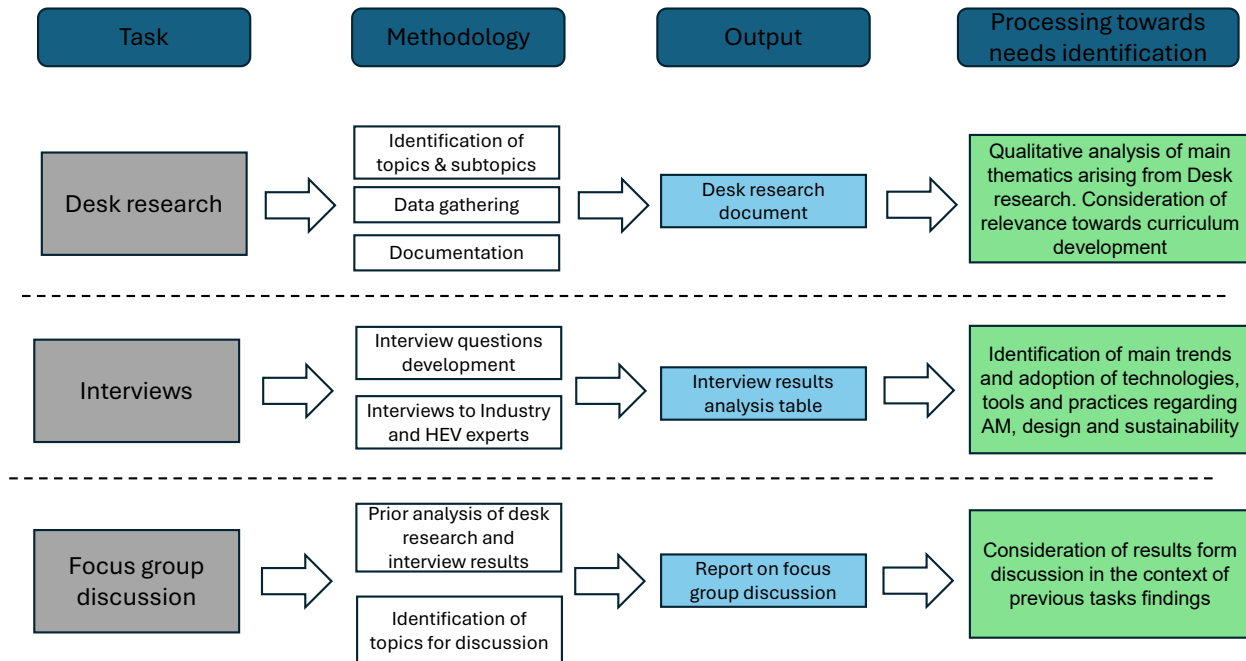 Task
Methodology
Output
Processing towards
needs identification
Desk research
Identification of
topics & subtopics
Data gathering
Documentation
Desk research
document
Qualitative analysis of main
thematics arising from Desk
research. Consideration of
relevance towards curriculum
development
Interviews
Interview questions
development
Interviews to Industry
and HEV experts
Interview results
analysis table
Identification of main trends
and adoption of technologies,
tools and practices regarding
AM, design and sustainability
Focus group
discussion
Prior analysis of desk
research and
interview results
Identification of
topics for discussion
Report on focus
group discussion
Consideration of results form
discussion in the context of
previous tasks findings